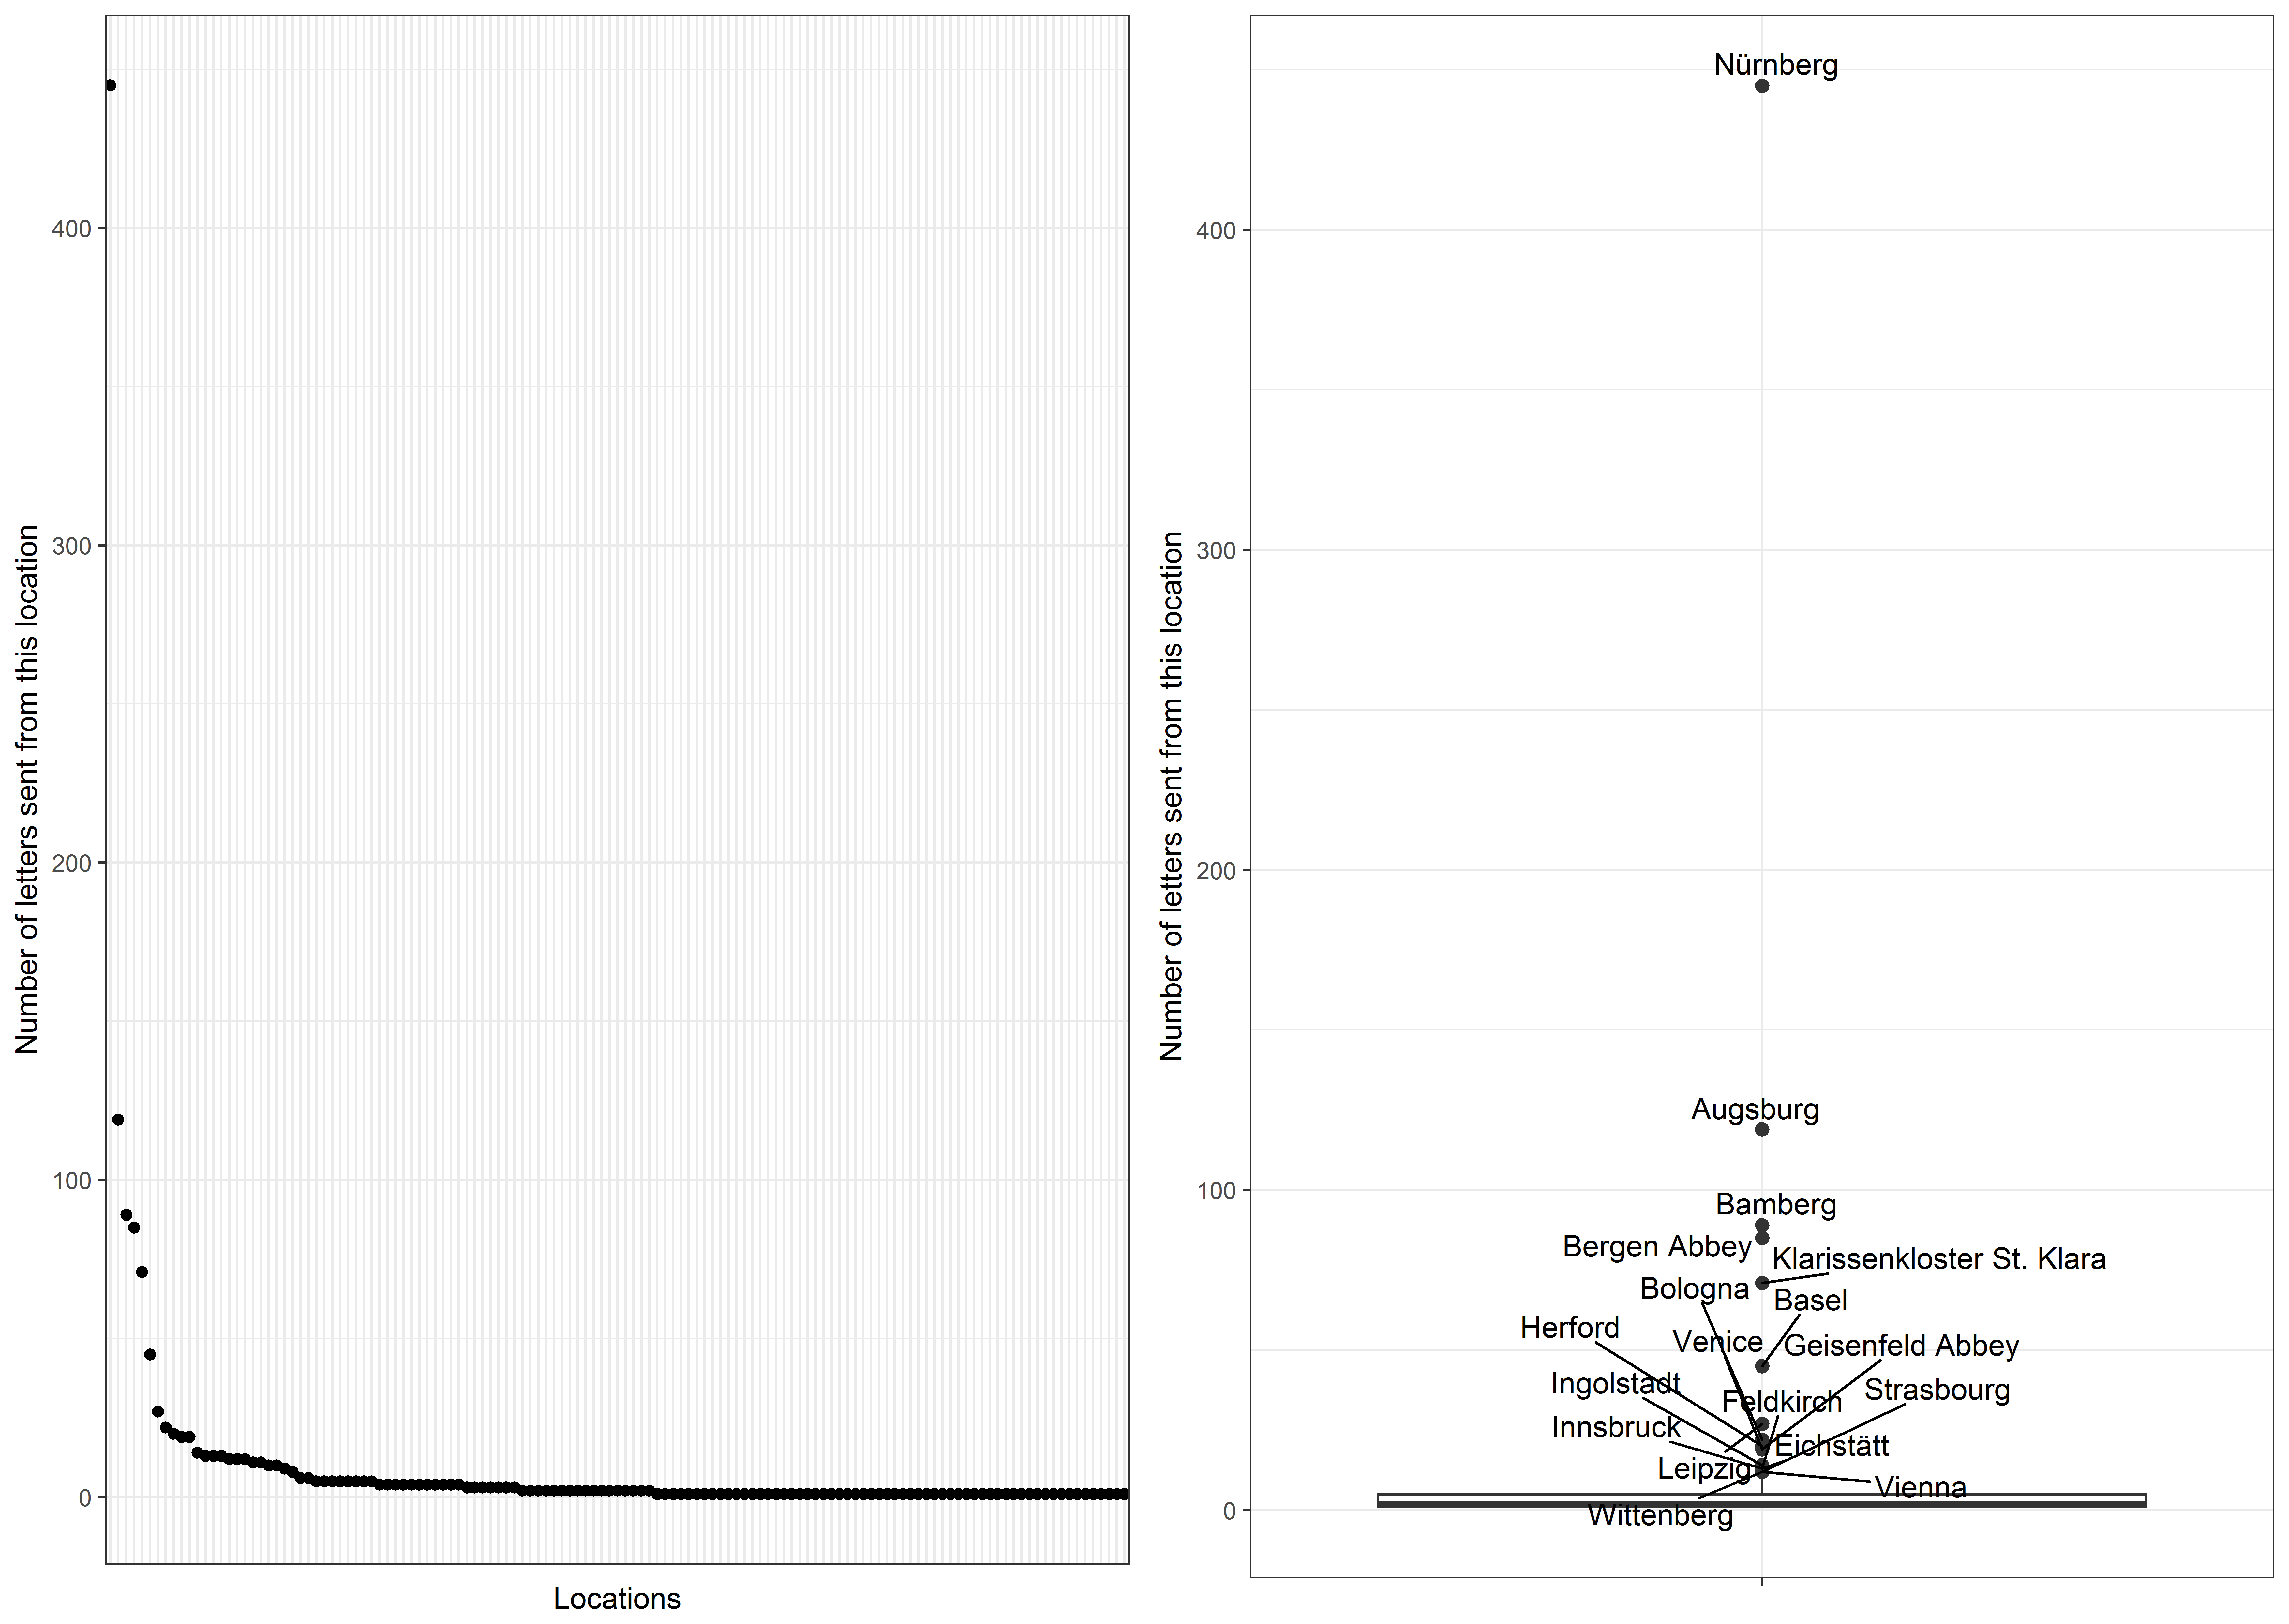 Number of letters sent from this location
400
300
200
100
0
Locations
Number of letters sent from this location
400
300
200
100
0
Nürnberg
Augsburg
Bamberg
Bergen Abbey
Klarissenkloster St. Klara
Bologna
Basel
Herford
Venice
Geisenfeld Abbey
Ingolstadt
Strasbourg
Feldkirch
Innsbruck
Eichstätt
Leipzig
Vienna
Wittenberg